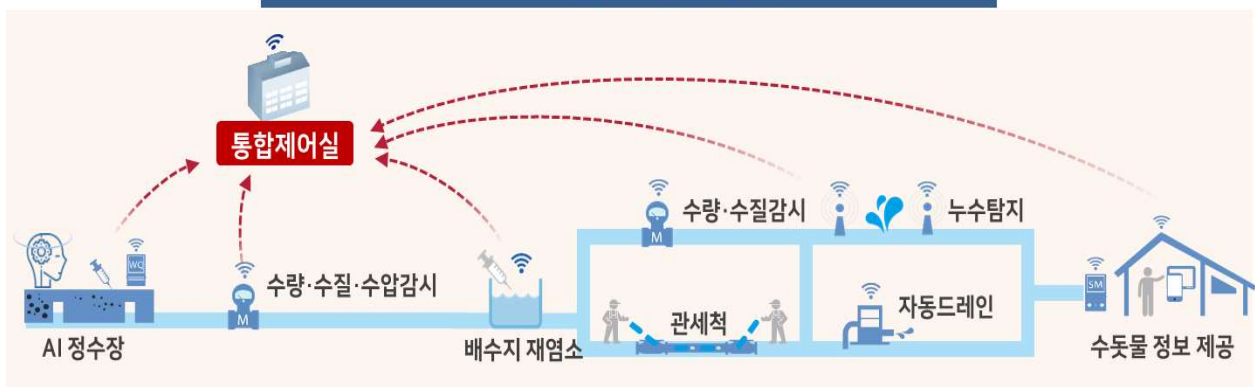 통합제어실
수량·수질감시
누수탐지
WQ
M
SM
수량·수질·수압감시
M
관세척
자동드레인
AI 정수장
배수지 재염소
수돗물 정보 제공